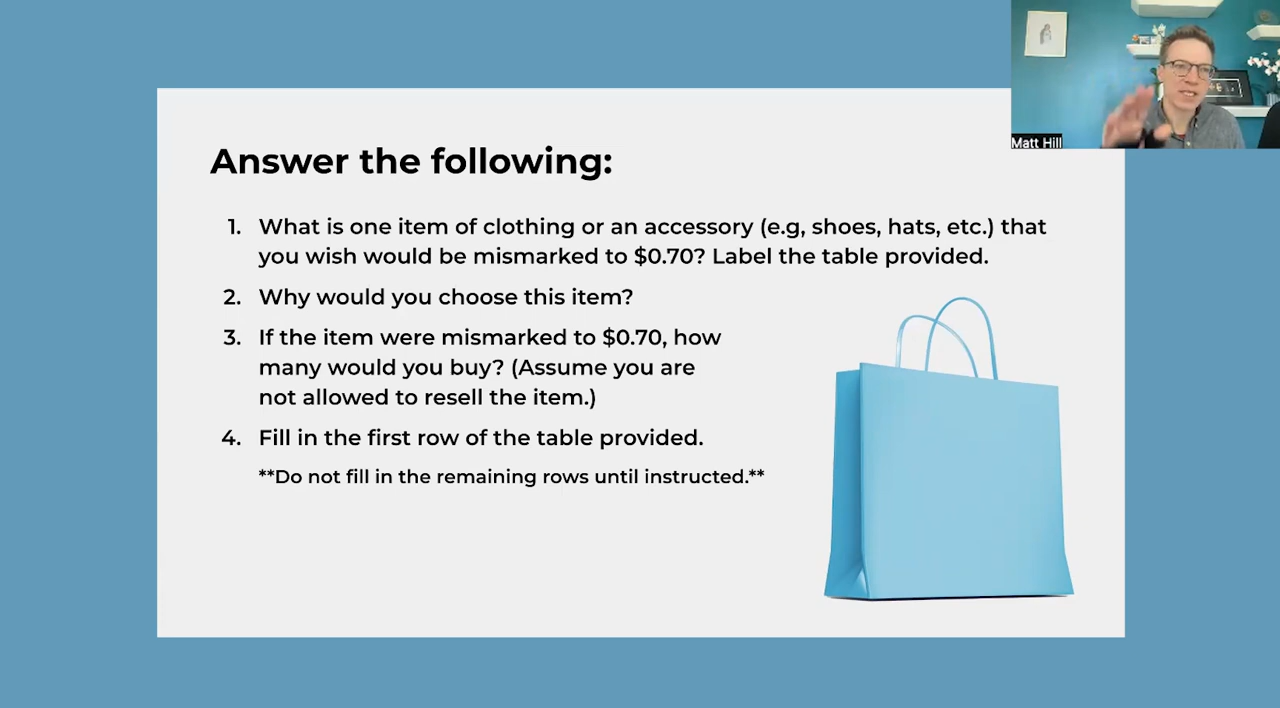 Matt Hill
Answer the following:
1. What is one item of clothing or an accessory (e.g, shoes, hats, etc.) that
you wish would be mismarked to $0.70? Label the table provided.
2. Why would you choose this item?
3. If the item were mismarked to $0.70, how
many would you buy? (Assume you are
not allowed to resell the item.)
4. Fill in the first row of the table provided.
**Do not fill in the remaining rows until instructed.**